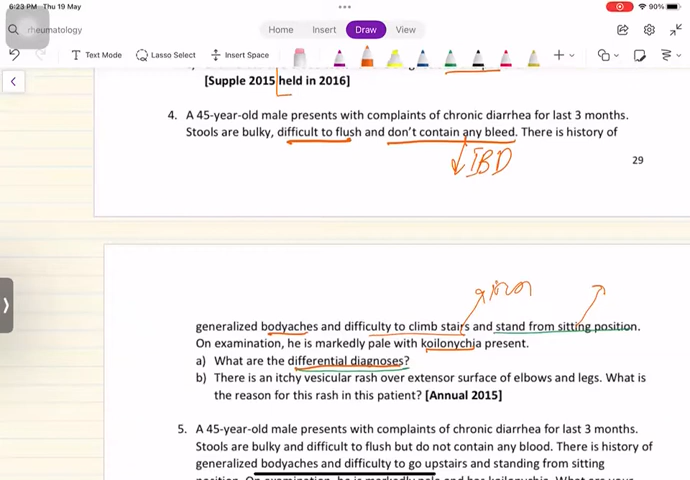 6:23 PM Thu 19 May
90%
rheumatology
Home Insert Draw View
Text Mode Lasso Select Insert Space
[Supple 2015 held in 2016]
4. A 45-year-old male presents with complaints of chronic diarrhea for last 3 months.
Stools are bulky, difficult to flush and don't contain any bleed. There is history of
↓ IBD
29
generalized bodyaches and difficulty to climb stairs and stand from sitting position.
On examination, he is markedly pale with koilonychia present.
a) What are the differential diagnoses?
b) There is an itchy vesicular rash over extensor surface of elbows and legs. What is
the reason for this rash in this patient? [Annual 2015]
5. A 45-year-old male presents with complaints of chronic diarrhea for last 3 months.
Stools are bulky and difficult to flush but do not contain any blood. There is history of
generalized bodyaches and difficulty to go upstairs and standing from sitting